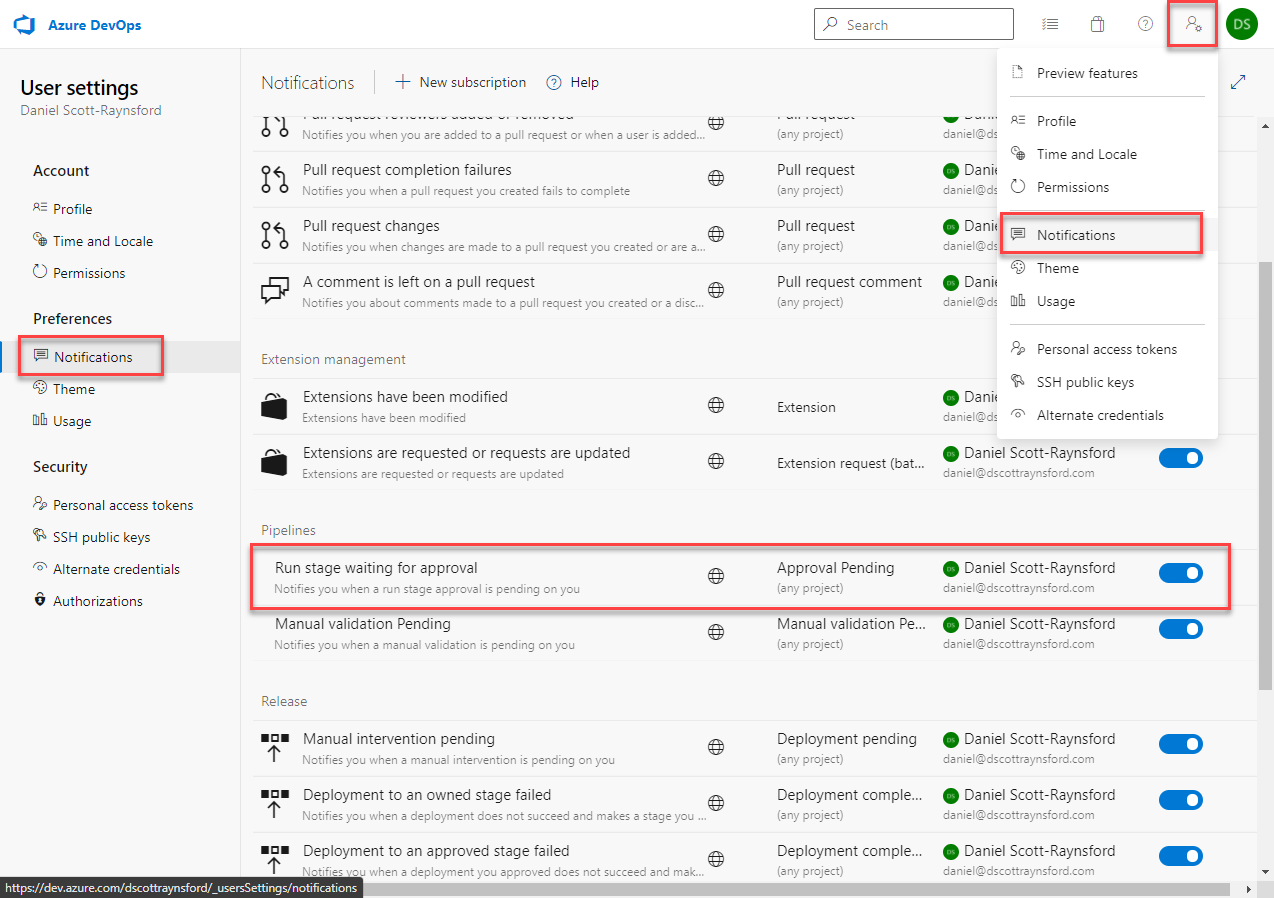 Azure DevOps
Search
DS
User settings
Daniel Scott-Raynsford
Account
Profile
Time and Locale
Permissions
Preferences
Notifications
Theme
Usage
Security
Personal access tokens
SSH public keys
Alternate credentials
Authorizations
Notifications
New subscription
Help
Preview features
Profile
Time and Locale
Permissions
Notifications
Theme
Usage
Personal access tokens
SSH public keys
Alternate credentials
Pull request reviewers added or removed Pull request
Notifies you when you are added to a pull request or when a user is added... (any project) daniel@ds
Pull request completion failures Pull request DS Danie
Notifies you when a pull request you created fails to complete (any project) daniel@ds
Pull request changes Pull request DS Danie
Notifies you when changes are made to a pull request you created or are a... (any project) daniel@ds
A comment is left on a pull request Pull request comment DS Danie
Notifies you about comments made to a pull request you created or a disc... (any project) daniel@ds
Extension management
Extensions have been modified Extension DS Danie
Extensions have been modified daniel@ds
Extensions are requested or requests are updated Extension request (bat... DS Daniel Scott-Raynsford
Extensions are requested or requests are updated daniel@dscottraynsford.com
Pipelines
Run stage waiting for approval Approval Pending DS Daniel Scott-Raynsford
Notifies you when a run stage approval is pending on you (any project) daniel@dscottraynsford.com
Manual validation Pending Manual validation Pe... DS Daniel Scott-Raynsford
Notifies you when a manual validation is pending on you (any project) daniel@dscottraynsford.com
Release
Manual intervention pending Deployment pending DS Daniel Scott-Raynsford
Notifies you when a manual intervention is pending on you (any project) daniel@dscottraynsford.com
Deployment to an owned stage failed Deployment comple... DS Daniel Scott-Raynsford
Notifies you when a deployment does not succeed and makes a stage you ... (any project) daniel@dscottraynsford.com
Deployment to an approved stage failed Deployment comple... DS Daniel Scott-Raynsford
Notifies you when a deployment you approved does not succeed and mak... (any project) daniel@dscottraynsford.com
https://dev.azure.com/dscottraynsford/_usersSettings/notifications